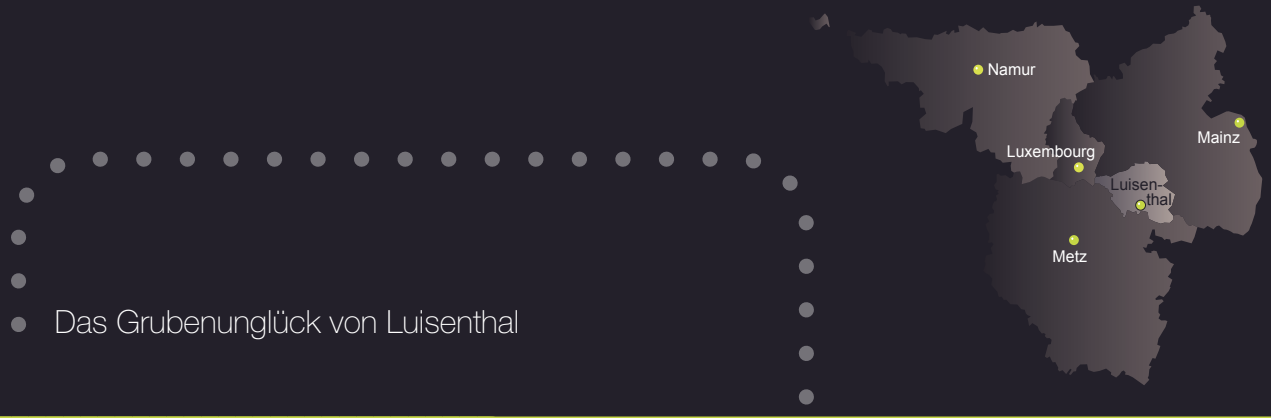 Namur
Mainz
Luxembourg
Luisen-
thal
Metz
Das Grubenunglück von Luisenthal